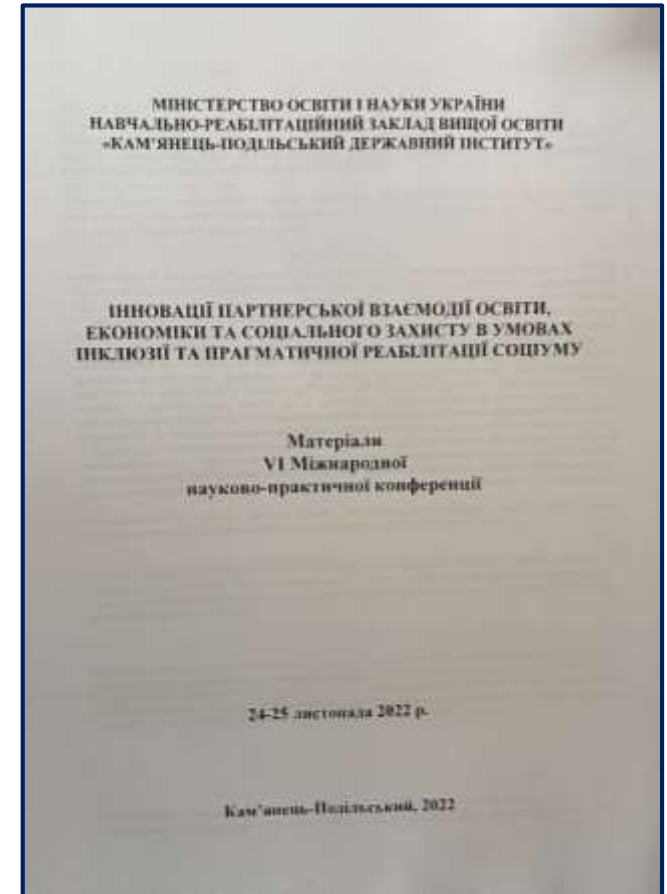 МІНІСТЕРСТВО ОСВІТИ І НАУКИ УКРАЇНИ
НАВЧАЛЬНО-РЕАБІЛІТАЦІЙНИЙ ЗАКЛАД ВИЩОЇ ОСВІТИ
«КАМ'ЯНЕЦЬ-ПОДІЛЬСЬКИЙ ДЕРЖАВНИЙ ІНСТИТУТ»
ІННОВАЦІЇ ПАРТНЕРСЬКОЇ ВЗАЄМОДІЇ ОСВІТИ,
ЕКОНОМІКИ ТА СОЦІАЛЬНОГО ЗАХИСТУ В УМОВАХ
ІНКЛЮЗІЇ ТА ПРАГМАТИЧНОЇ РЕАБІЛІТАЦІЇ СОЦІУМУ
Матеріали
VI Міжнародної
науково-практичної конференції
24-25 листопада 2022 р.
Кам'янець-Подільський, 2022